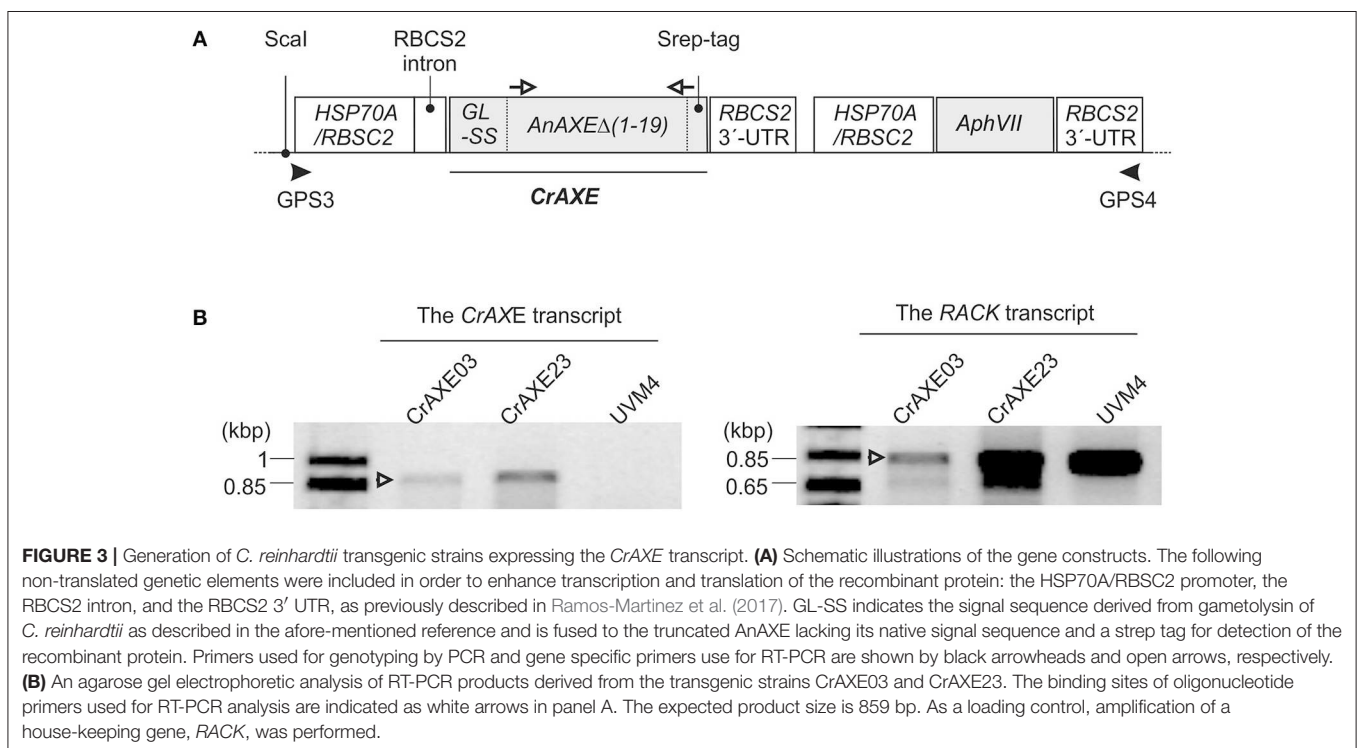 A
ScaI
RBCS2
intron
Srep-tag
HSP70A
/RBSC2
GL
-SS
AnAXEΔ(1-19)
RBCS2
3´-UTR
HSP70A
/RBSC2
AphVII
RBCS2
3´-UTR
GPS3
CrAXE
GPS4
B
The CrAXE transcript
CrAXE03
CrAXE23
UVM4
(kbp)
1
0.85
The RACK transcript
CrAXE03
CrAXE23
UVM4
(kbp)
0.85
0.65
FIGURE 3 | Generation of C. reinhardtii transgenic strains expressing the CrAXE transcript. (A) Schematic illustrations of the gene constructs. The following
non-translated genetic elements were included in order to enhance transcription and translation of the recombinant protein: the HSP70A/RBSC2 promoter, the
RBCS2 intron, and the RBCS2 3′ UTR, as previously described in Ramos-Martinez et al. (2017). GL-SS indicates the signal sequence derived from gametolysin of
C. reinhardtii as described in the afore-mentioned reference and is fused to the truncated AnAXE lacking its native signal sequence and a strep tag for detection of the
recombinant protein. Primers used for genotyping by PCR and gene specific primers use for RT-PCR are shown by black arrowheads and open arrows, respectively.
(B) An agarose gel electrophoretic analysis of RT-PCR products derived from the transgenic strains CrAXE03 and CrAXE23. The binding sites of oligonucleotide
primers used for RT-PCR analysis are indicated as white arrows in panel A. The expected product size is 859 bp. As a loading control, amplification of a
house-keeping gene, RACK, was performed.